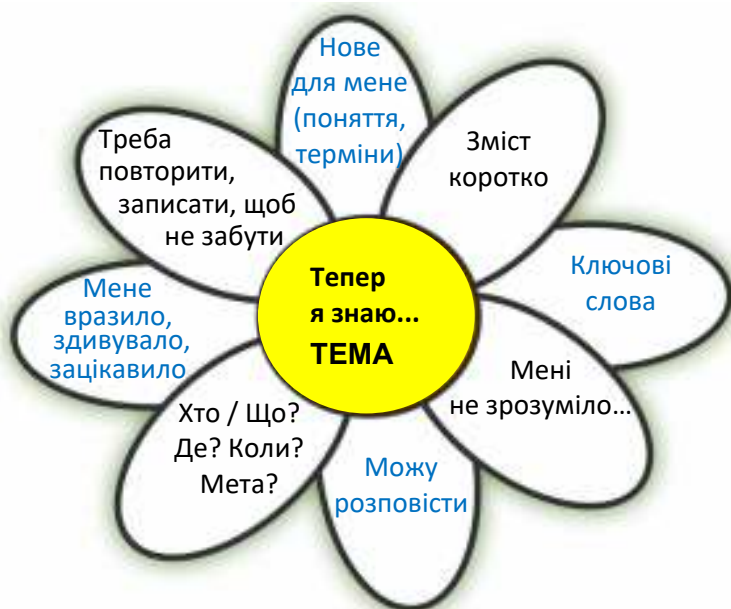 Нове
для мене
(поняття,
терміни)
Зміст
коротко
Ключові
слова
Мені
не зрозуміло...
Можу
розповісти
Хто / Що?
Де? Коли?
Мета?
Мене
вразило,
здивувало,
зацікавило
Треба
повторити,
записати, щоб
не забути
Тепер
я знаю...
ТЕМА